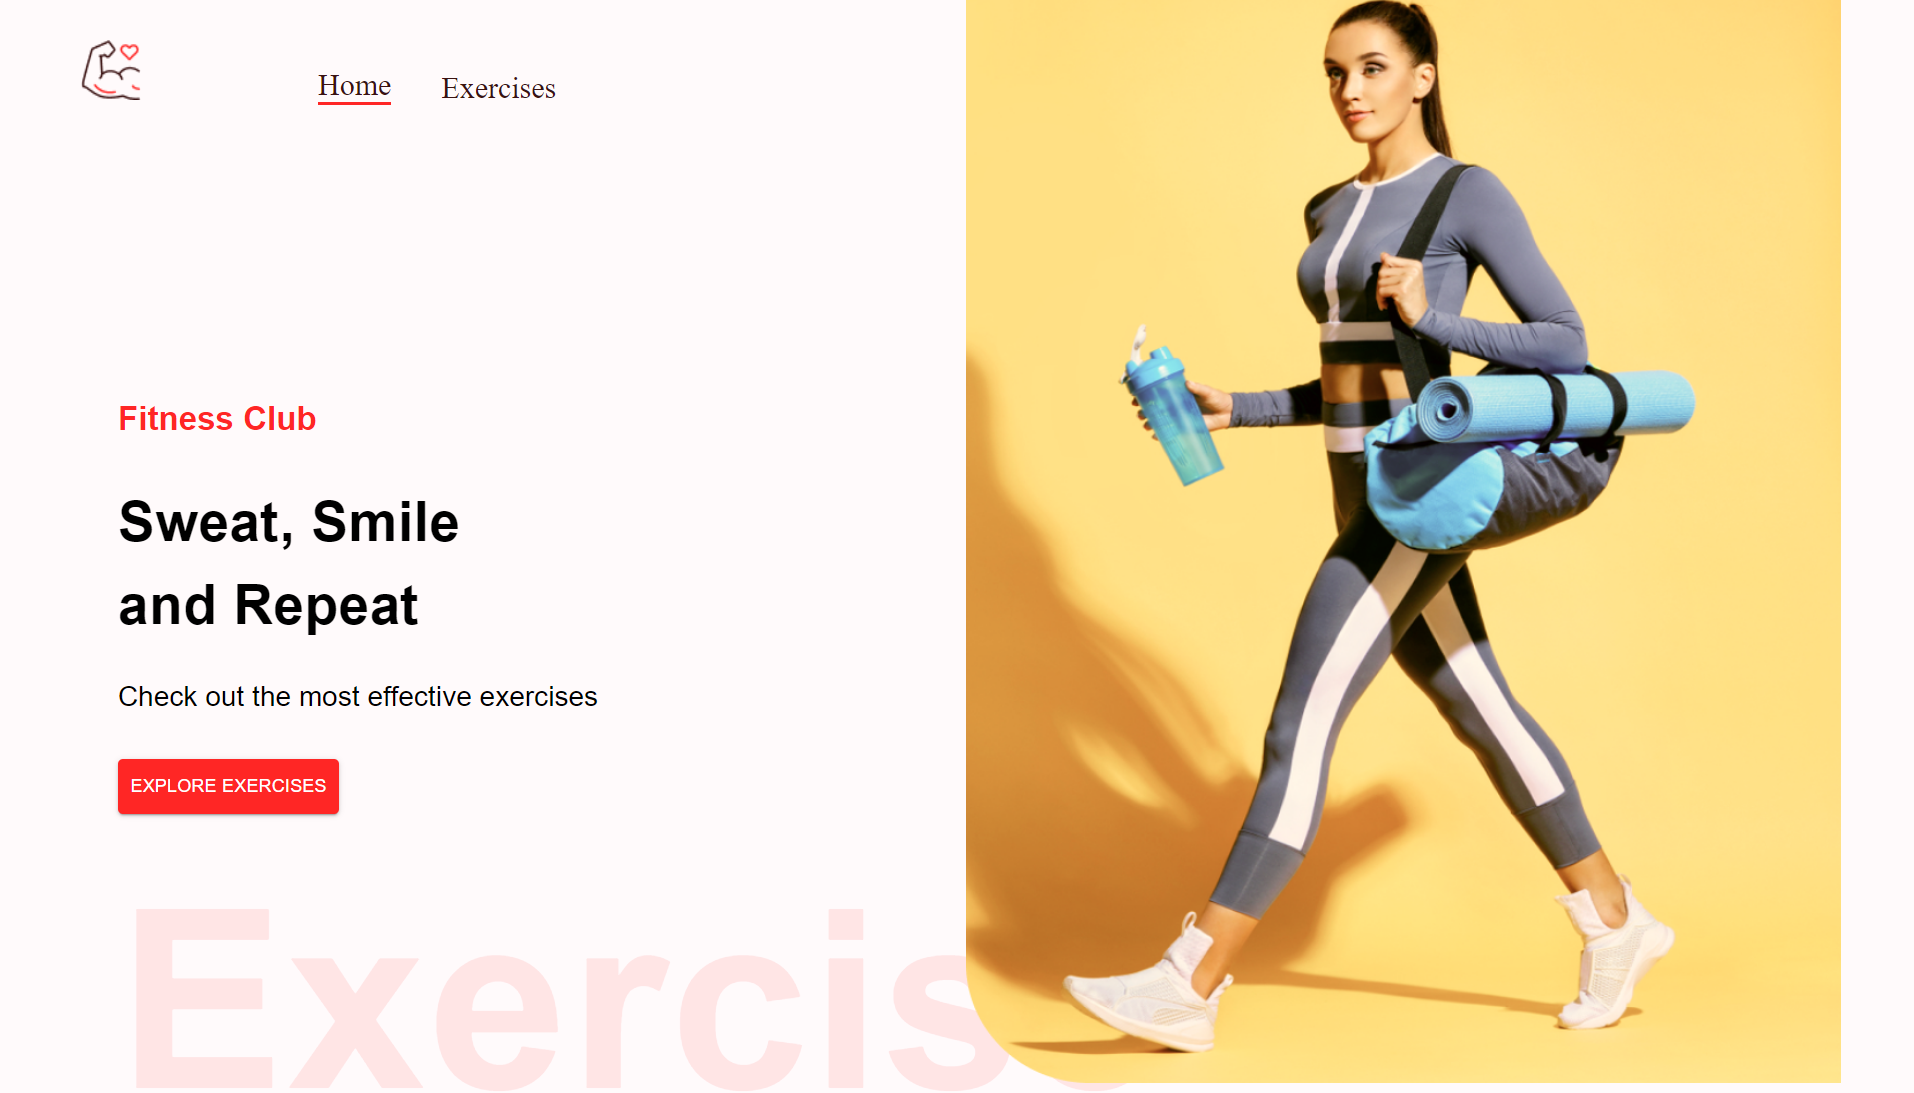 Home
Exercises
Fitness Club
Sweat, Smile
and Repeat
Check out the most effective exercises
EXPLORE EXERCISES
Exercis